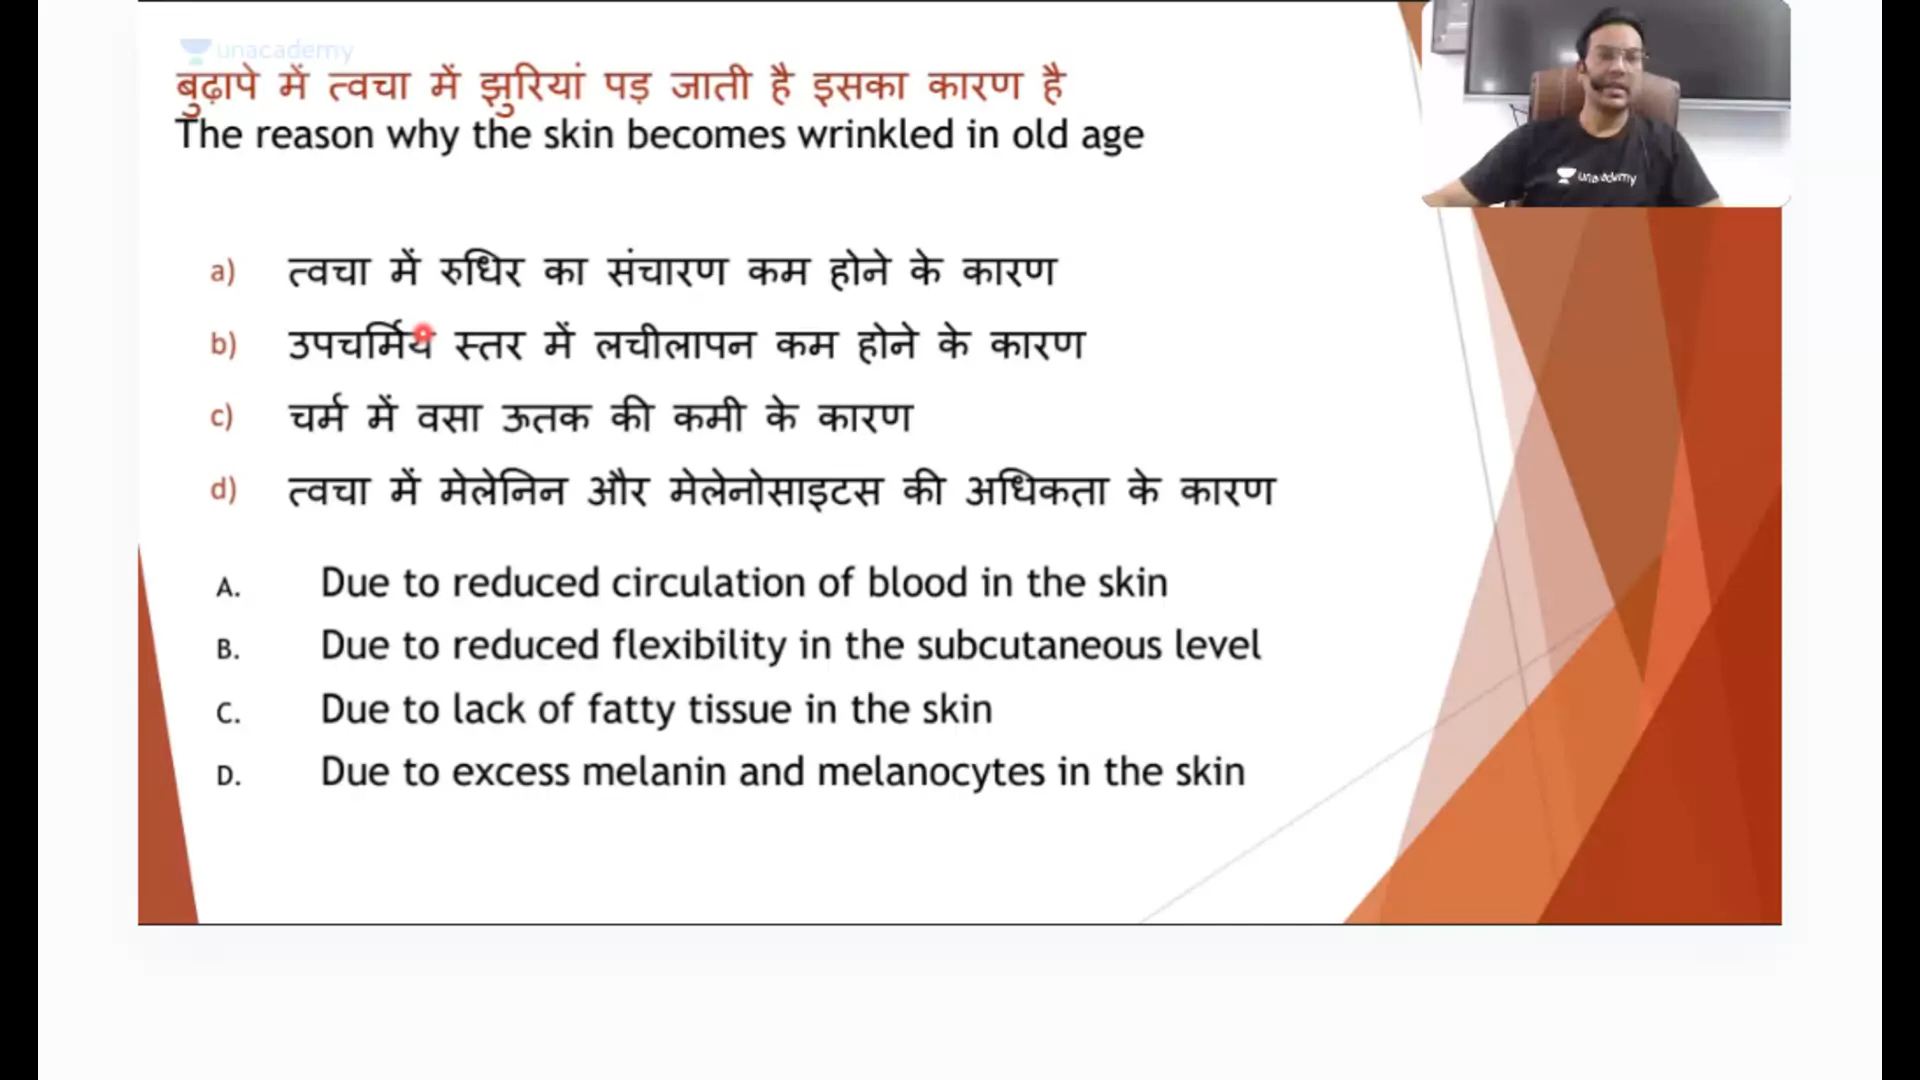 unacademy
बुढ़ापे में त्वचा में झुरियां पड़ जाती है इसका कारण है
The reason why the skin becomes wrinkled in old age
unacademy
a) त्वचा में रुधिर का संचारण कम होने के कारण
b) उपचर्मिय स्तर में लचीलापन कम होने के कारण
c) चर्म में वसा ऊतक की कमी के कारण
d) त्वचा में मेलेनिन और मेलेनोसाइटस की अधिकता के कारण
A. Due to reduced circulation of blood in the skin
B. Due to reduced flexibility in the subcutaneous level
C. Due to lack of fatty tissue in the skin
D. Due to excess melanin and melanocytes in the skin